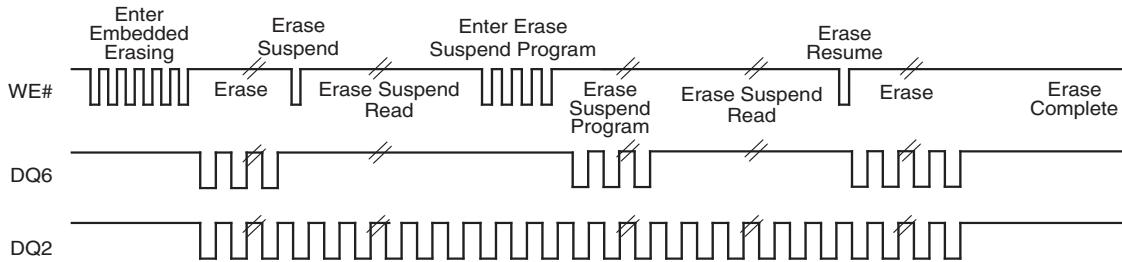 Enter
Embedded
Erasing
Erase
Suspend
Enter Erase
Suspend Program
Erase
Resume
WE#
Erase
Erase Suspend
Read
Erase
Suspend
Program
Erase Suspend
Read
Erase
Erase
Complete
DQ6
DQ2